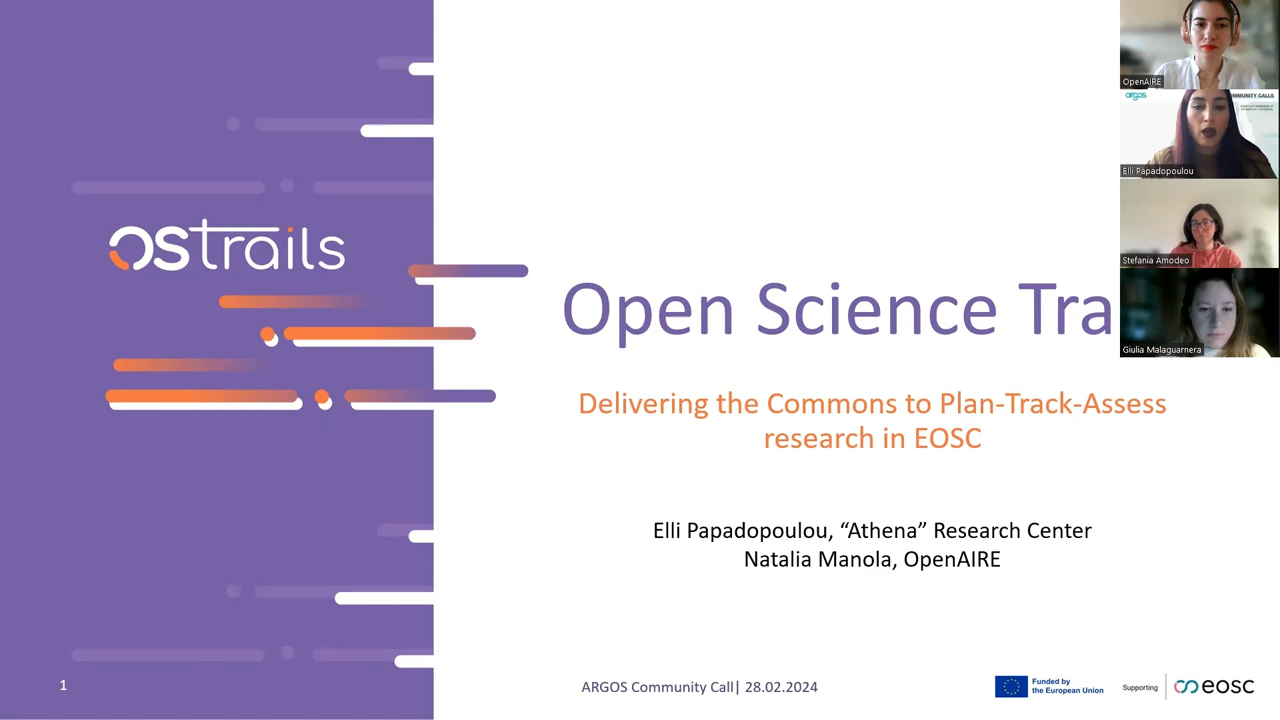 OpenAIRE
argos
COMMUNITY CALLS
Elli Papadopoulou
Stefania Amodeo
Giulia Malaguarnera
OStrails
Open Science Tra
Delivering the Commons to Plan-Track-Assess
research in EOSC
Elli Papadopoulou, “Athena” Research Center
Natalia Manola, OpenAIRE
1
ARGOS Community Call| 28.02.2024
Funded by
the European Union
Supporting
eosc